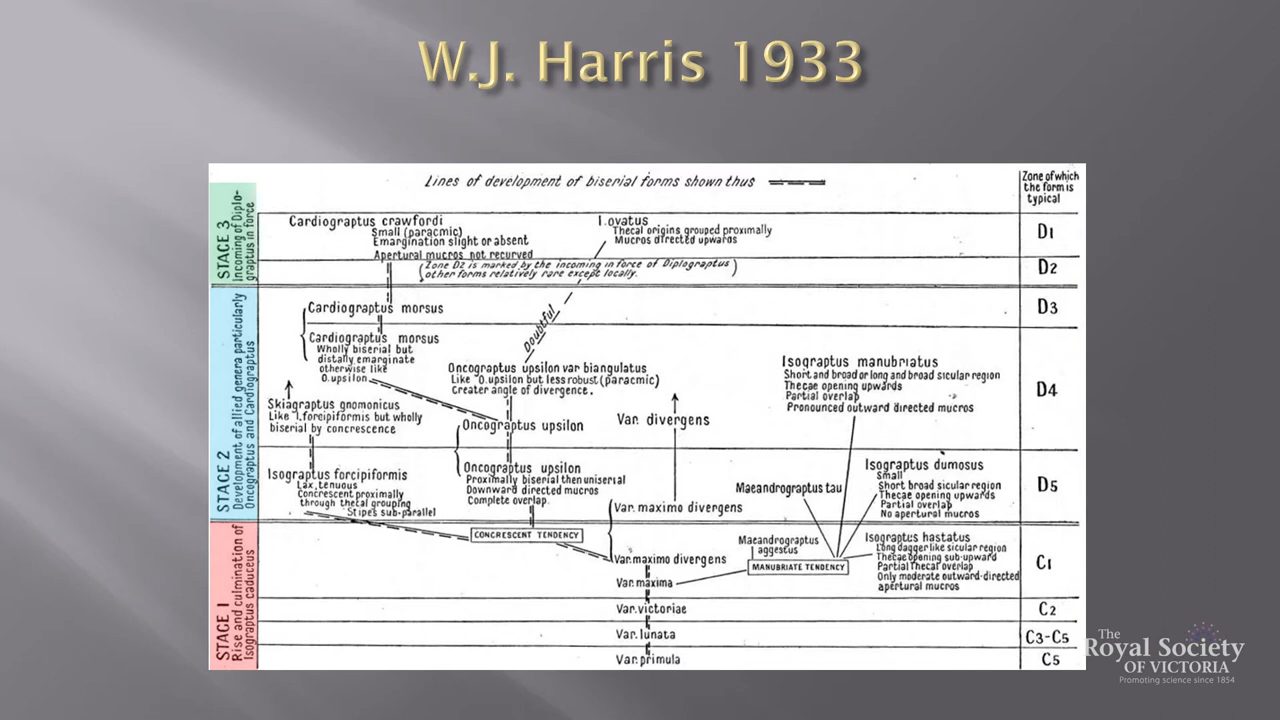 W.J. Harris 1933
Lines of development of biserial forms shown thus
Zone of which
the form is
typical
STAGE 3
Incoming of Diplo-
graptus in force
Cardiograptus crawfordi
Small (paracmic)
Emargination slight or absent
Apertural mucros not recurved
I. ovatus
Thecal origins grouped proximally
Mucros directed upwards
D1
(Zone D2 is marked by the incoming in force of Diplograptus
other forms relatively rare except locally.)
D2
STAGE 2
Development of allied genera particularly
Oncograptus and Cardiograptus
Cardiograptus morsus
D3
Doubtful
Cardiograptus morsus
Wholly biserial but
distally emarginate
otherwise like
O.upsilon
Oncograptus upsilon var biangulatus
Like "O.upsilon but less robust (paracmic)
Greater angle of divergence.
Isograptus manubriatus
Short and broad or long and broad sicular region
Thecae opening upwards
Partial overlap
Pronounced outward directed mucros
D4
Skiagraptus gnomonicus
Like "I.forcipiformis but wholly
biserial by concrescence
Oncograptus upsilon
Var. divergens
Isograptus forcipiformis
Lax, tenuous
Concrescent proximally
through thecal grouping
Stipes sub-parallel
Oncograptus upsilon
Proximally biserial then uniserial
Downward directed mucros
Complete overlap
Var. maximo divergens
Maeandrograptus tau
Isograptus dumosus
Small
Short broad sicular region
Thecae opening upwards
Partial overlap
No apertural mucros
D5
STAGE 1
Rise and culmination of
Isograptus caduceus
CONCRESCENT TENDENCY
Var. maximo divergens
Var. maxima
Maeandrograptus
aggestus
MANUBRIATE TENDENCY
Isograptus hastatus
Long dagger like sicular region
Thecae opening sub-upward
Partial Thecal overlap
Only moderate outward-directed
apertural mucros
C1
Var. victoriae
C2
Var. lunata
C3-C5
Var. primula
C5
The
Royal Society
OF VICTORIA
Promoting science since 1854